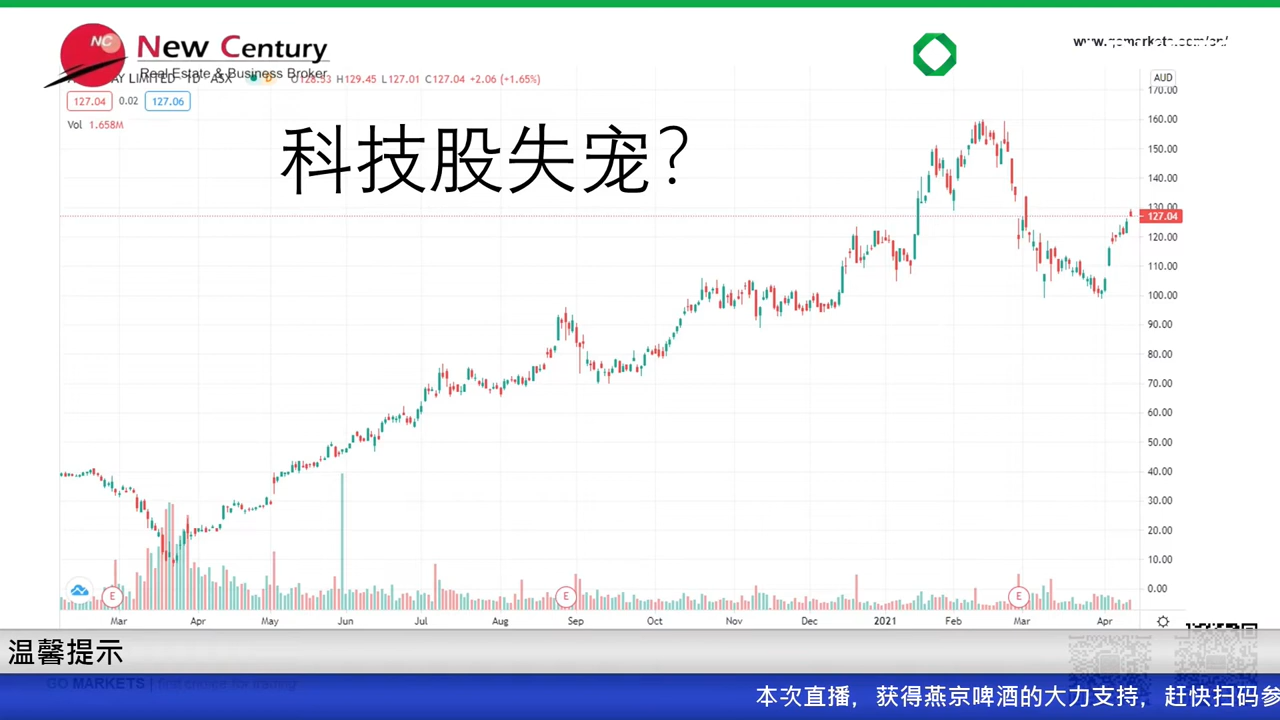 NC New Century
Real Estate & Business Broker
AY LIMITED 1D ASX H129.45 L127.01 C127.04 +2.06 (+1.65%)
127.04 0.02 127.06
Vol 1.658M
科技股失宠?
AUD
170.00
160.00
150.00
140.00
130.00
127.04
120.00
110.00
100.00
90.00
80.00
70.00
60.00
50.00
40.00
30.00
20.00
10.00
0.00
E E E
Mar Apr May Jun Jul Aug Sep Oct Nov Dec 2021 Feb Mar Apr
温馨提示
GO MARKETS
本次直播，获得燕京啤酒的大力支持，赶快扫码参